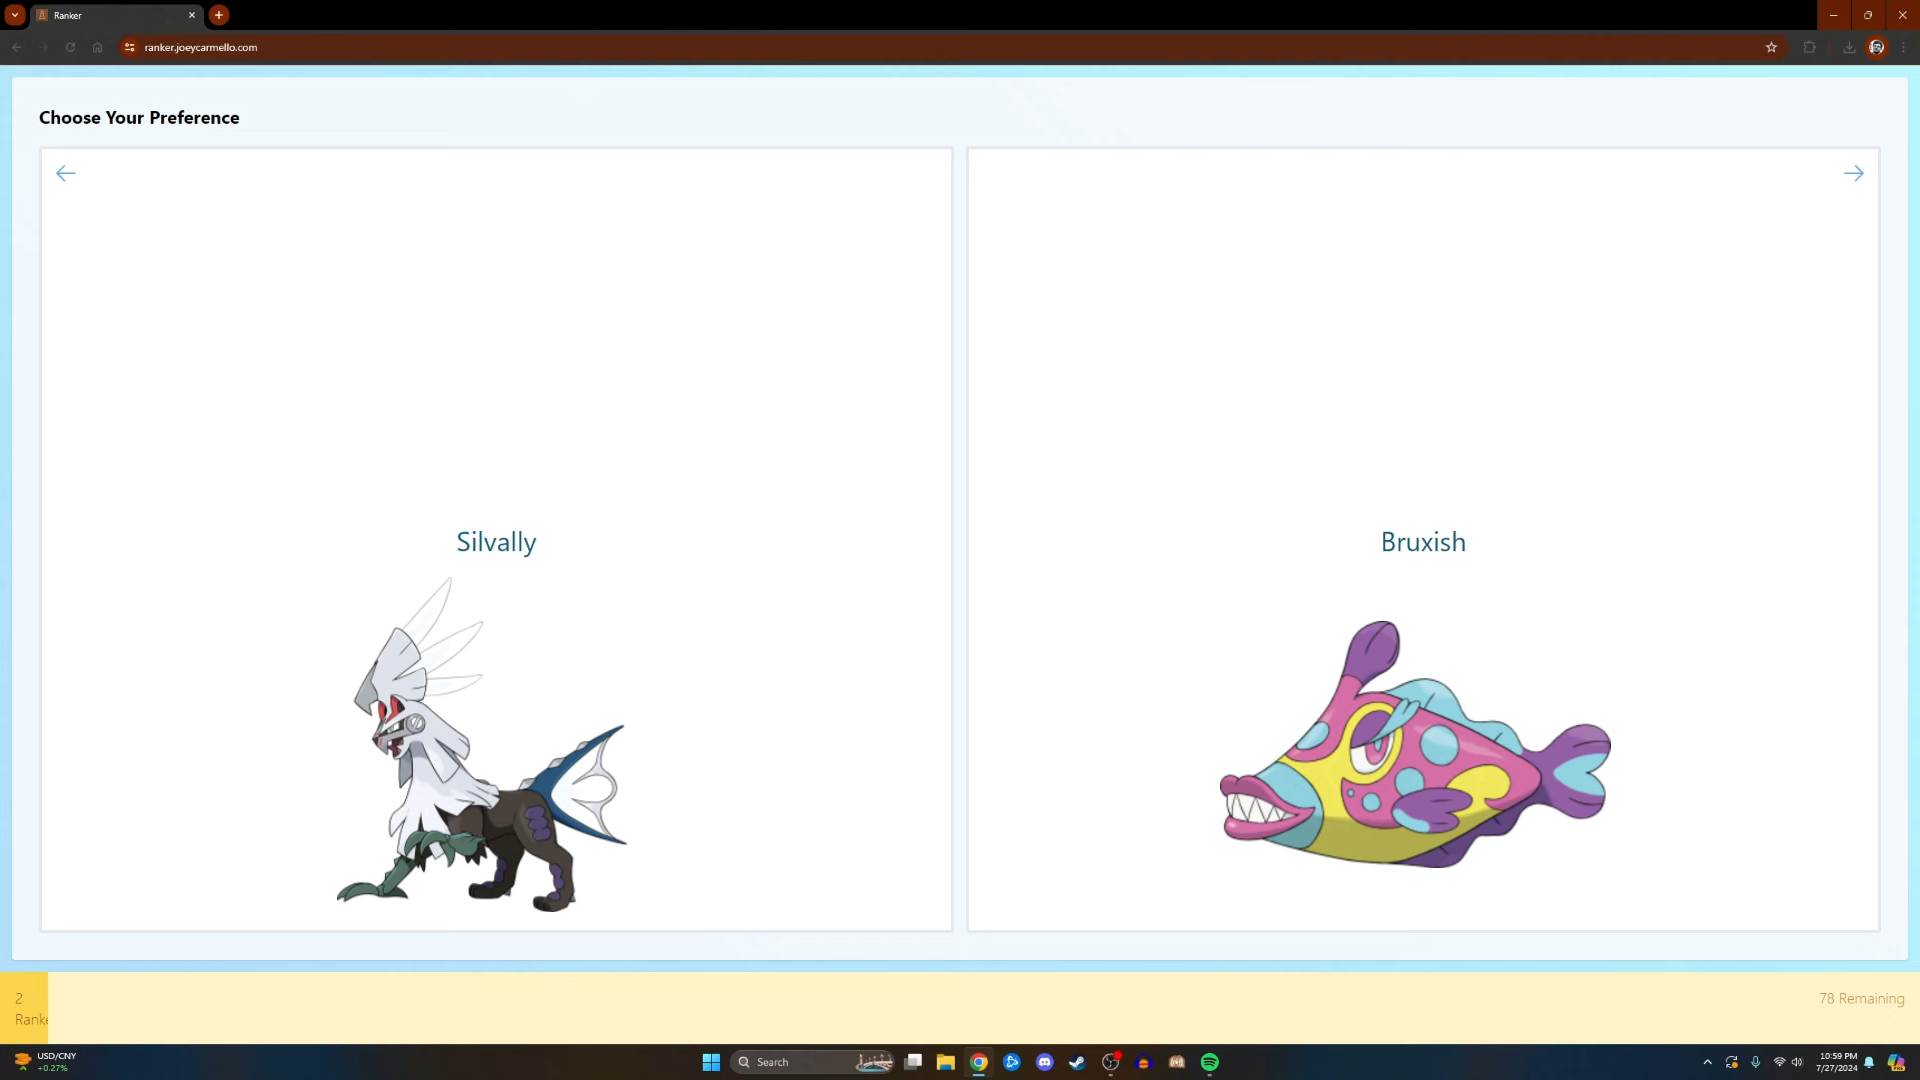 Ranker
ranker.joeycarmello.com
Choose Your Preference
Silvally
Bruxish
2
Ranke
78 Remaining
USD/CNY
+0.27%
Search
10:59 PM
7/27/2024